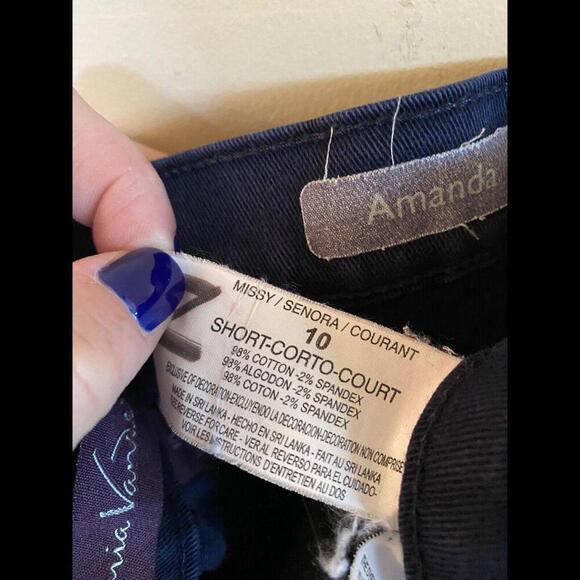 Amanda
MISSY / SENORA / COURANT
10
SHORT-CORTO-COURT
98% COTTON -2% SPANDEX
98% ALGODON -2% SPANDEX
98% COTON -2% SPANDEX
EXCLUSIVE OF DECORATION-EXCLUYENDO LA DECORACION-DECORATION NON COMPRISE
MADE IN SRI LANKA - HECHO EN SRI LANKA - FAIT AU SRI LANKA
SEE REVERSE FOR CARE - VER AL REVERSO PARA EL CUIDADO-
VOIR LES INSTRUCTIONS D'ENTRETIEN AU DOS
ria Van